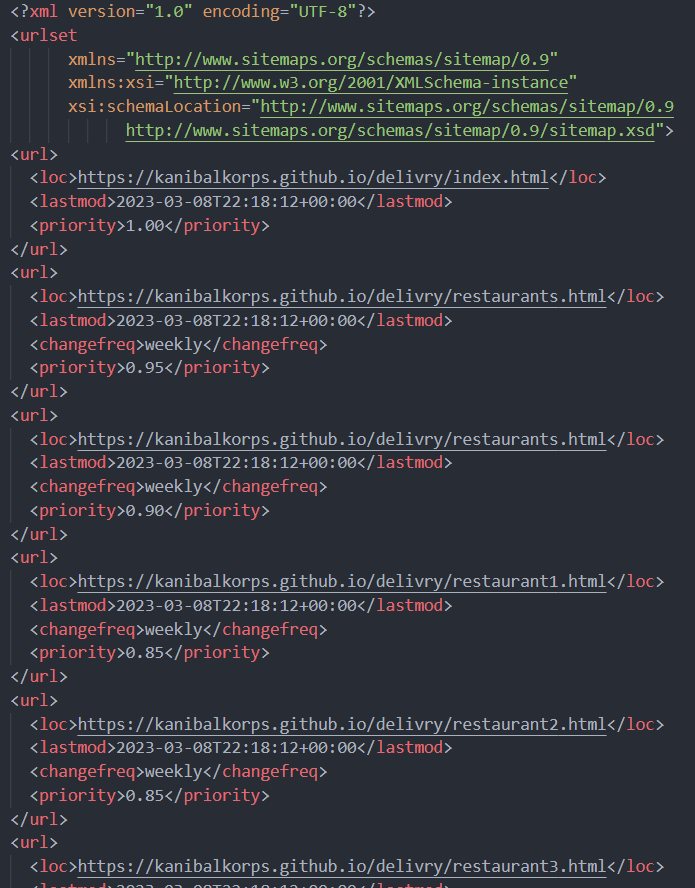 <?xml version="1.0" encoding="UTF-8"?>
<urlset
xmlns="http://www.sitemaps.org/schemas/sitemap/0.9"
xmlns:xsi="http://www.w3.org/2001/XMLSchema-instance"
xsi:schemaLocation="http://www.sitemaps.org/schemas/sitemap/0.9
http://www.sitemaps.org/schemas/sitemap/0.9/sitemap.xsd">
<url>
<loc>https://kanibalkorps.github.io/delivry/index.html</loc>
<lastmod>2023-03-08T22:18:12+00:00</lastmod>
<priority>1.00</priority>
</url>
<url>
<loc>https://kanibalkorps.github.io/delivry/restaurants.html</loc>
<lastmod>2023-03-08T22:18:12+00:00</lastmod>
<changefreq>weekly</changefreq>
<priority>0.95</priority>
</url>
<url>
<loc>https://kanibalkorps.github.io/delivry/restaurants.html</loc>
<lastmod>2023-03-08T22:18:12+00:00</lastmod>
<changefreq>weekly</changefreq>
<priority>0.90</priority>
</url>
<url>
<loc>https://kanibalkorps.github.io/delivry/restaurant1.html</loc>
<lastmod>2023-03-08T22:18:12+00:00</lastmod>
<changefreq>weekly</changefreq>
<priority>0.85</priority>
</url>
<url>
<loc>https://kanibalkorps.github.io/delivry/restaurant2.html</loc>
<lastmod>2023-03-08T22:18:12+00:00</lastmod>
<changefreq>weekly</changefreq>
<priority>0.85</priority>
</url>
<url>
<loc>https://kanibalkorps.github.io/delivry/restaurant3.html</loc>